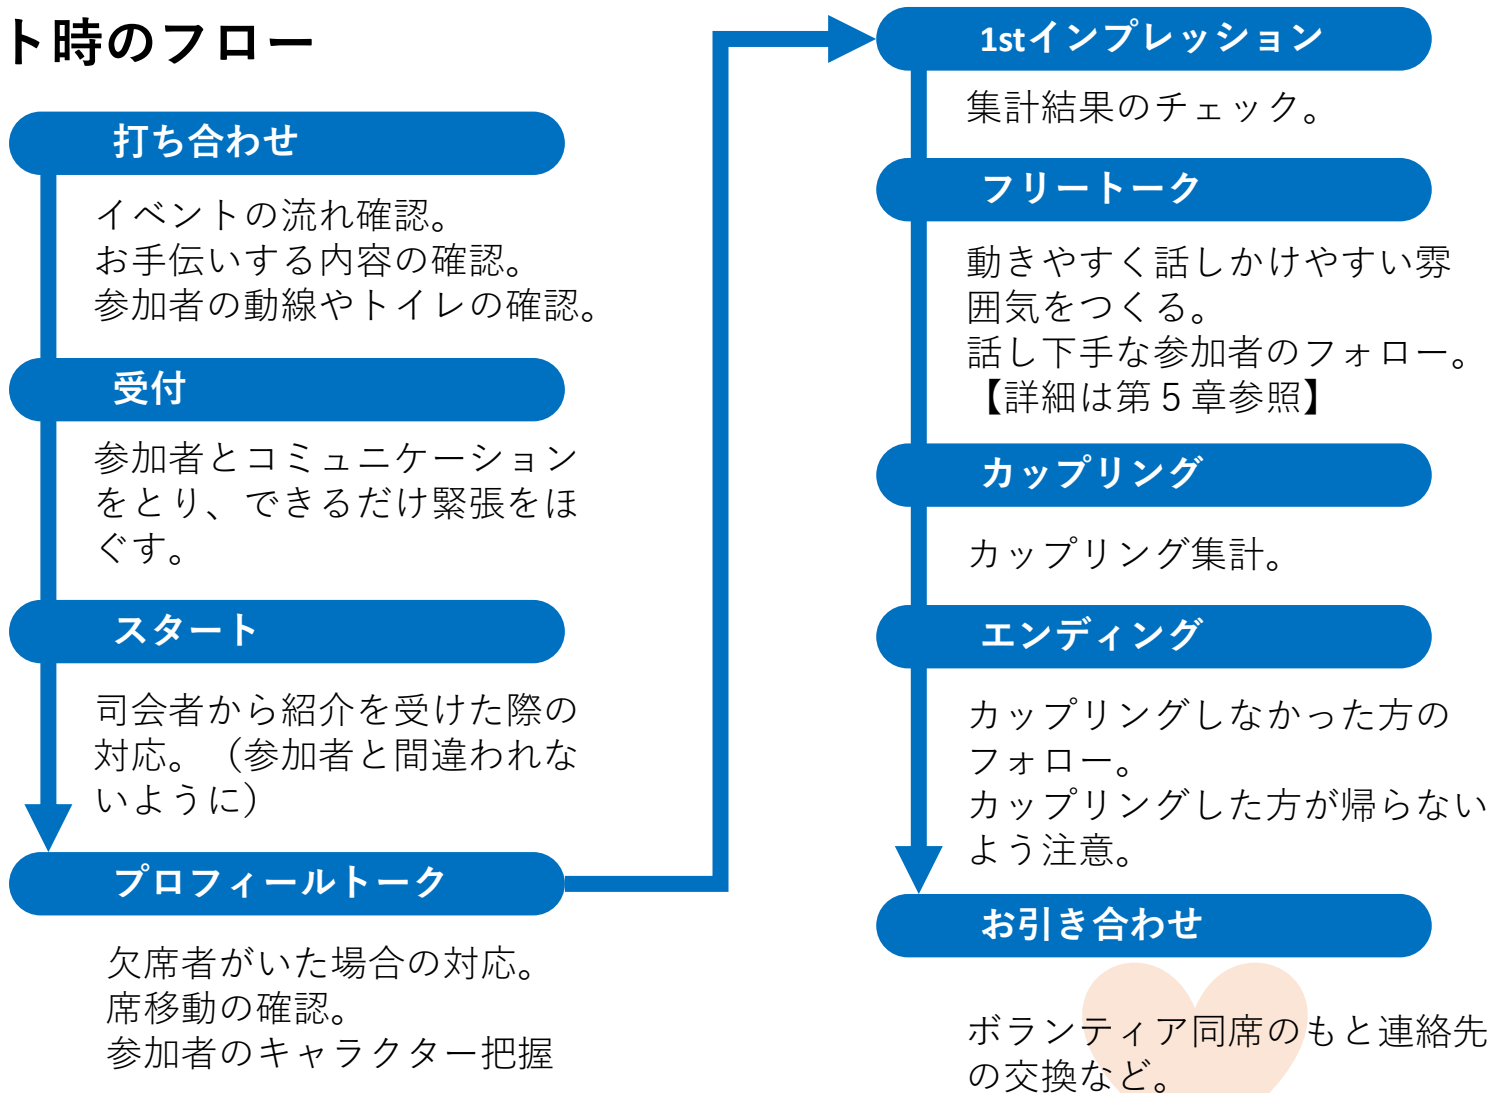 ト時のフロー
打ち合わせ
イベントの流れ確認。
お手伝いする内容の確認。
参加者の動線やトイレの確認。
受付
参加者とコミュニケーション
をとり、できるだけ緊張をほ
ぐす。
スタート
司会者から紹介を受けた際の
対応。（参加者と間違われな
いように）
プロフィールトーク
欠席者がいた場合の対応。
席移動の確認。
参加者のキャラクター把握
1stインプレッション
集計結果のチェック。
フリートーク
動きやすく話しかけやすい雰
囲気をつくる。
話し下手な参加者のフォロー。
【詳細は第５章参照】
カップリング
カップリング集計。
エンディング
カップリングしなかった方の
フォロー。
カップリングした方が帰らない
よう注意。
お引き合わせ
ボランティア同席のもと連絡先
の交換など。